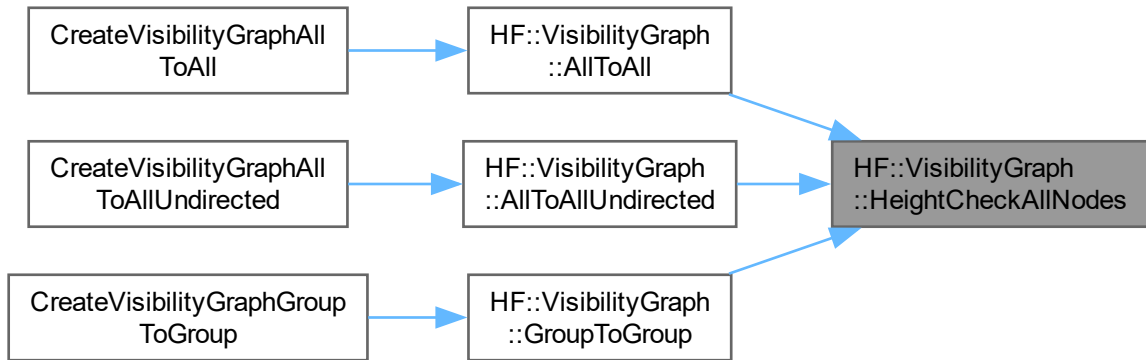 CreateVisibilityGraphAll
ToAll
HF::VisibilityGraph
::AllToAll
CreateVisibilityGraphAll
ToAllUndirected
HF::VisibilityGraph
::AllToAllUndirected
HF::VisibilityGraph
::HeightCheckAllNodes
CreateVisibilityGraphGroup
ToGroup
HF::VisibilityGraph
::GroupToGroup